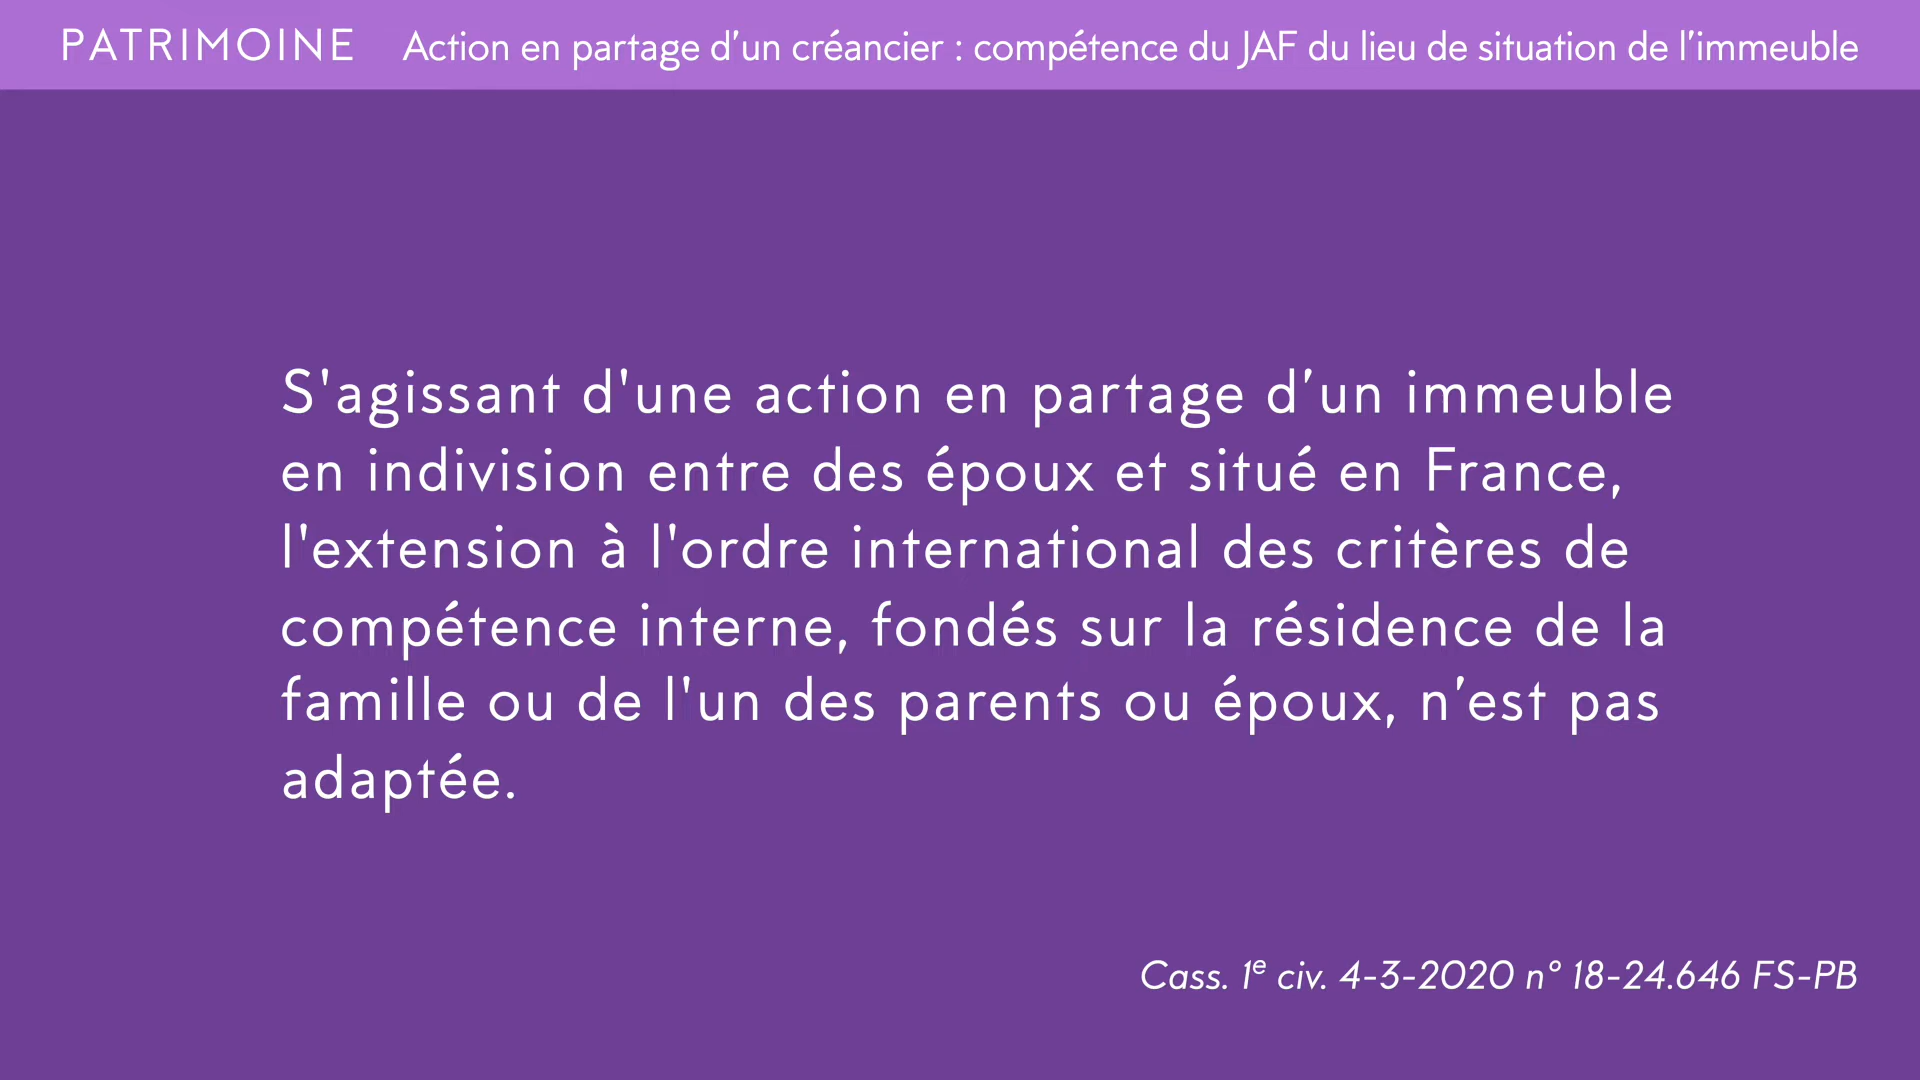 PATRIMOINE Action en partage d’un créancier : compétence du JAF du lieu de situation de l’immeuble
S'agissant d'une action en partage d’un immeuble
en indivision entre des époux et situé en France,
l'extension à l'ordre international des critères de
compétence interne, fondés sur la résidence de la
famille ou de l'un des parents ou époux, n’est pas
adaptée.
Cass. 1e civ. 4-3-2020 n° 18-24.646 FS-PB